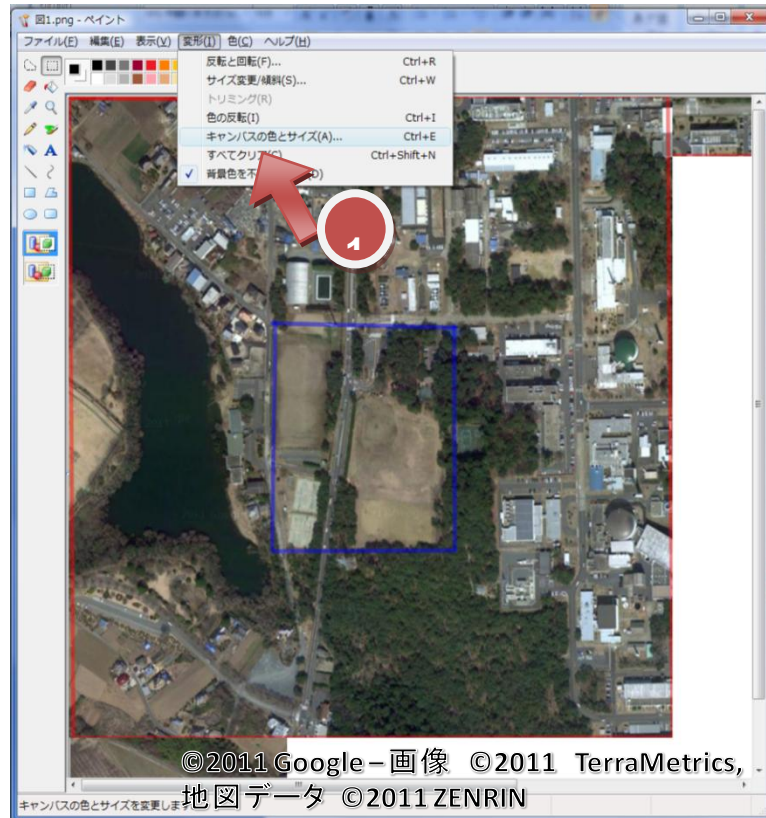 図1.png - ペイント
ファイル(F) 編集(E) 表示(V) 変形(I) 色(C) ヘルプ(H)
反転と回転(F)... Ctrl+R
サイズ変更/傾斜(S)... Ctrl+W
トリミング(R)
色の反転(I) Ctrl+I
キャンバスの色とサイズ(A)... Ctrl+E
すべてクリア(C) Ctrl+Shift+N
背景色を不
1
©2011 Google – 画像 ©2011 TerraMetrics,
地図データ ©2011 ZENRIN
キャンバスの色とサイズを変更しま